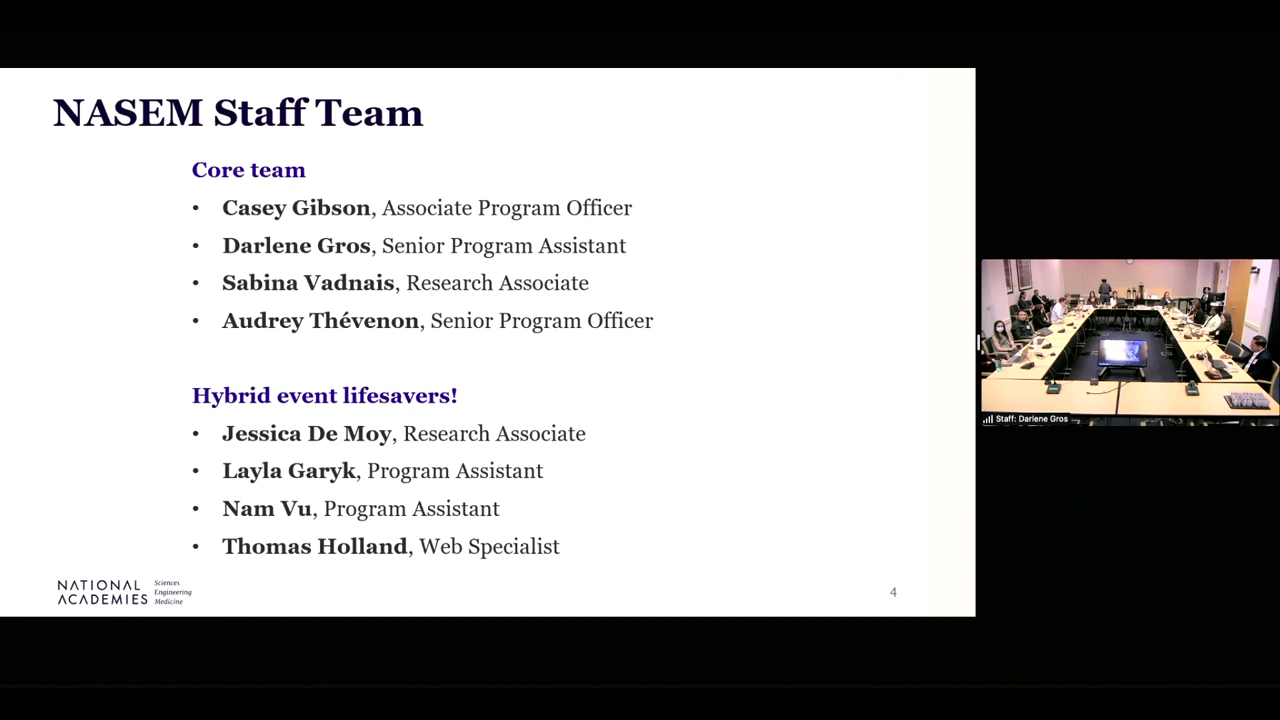 NASEM Staff Team
Core team
• Casey Gibson, Associate Program Officer
• Darlene Gros, Senior Program Assistant
• Sabina Vadnais, Research Associate
• Audrey Thévenon, Senior Program Officer
Hybrid event lifesavers!
• Jessica De Moy, Research Associate
• Layla Garyk, Program Assistant
• Nam Vu, Program Assistant
• Thomas Holland, Web Specialist
NATIONAL ACADEMIES
Sciences
Engineering
Medicine
4
Staff: Darlene Gros